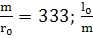 m/r₀ = 333; l₀/m